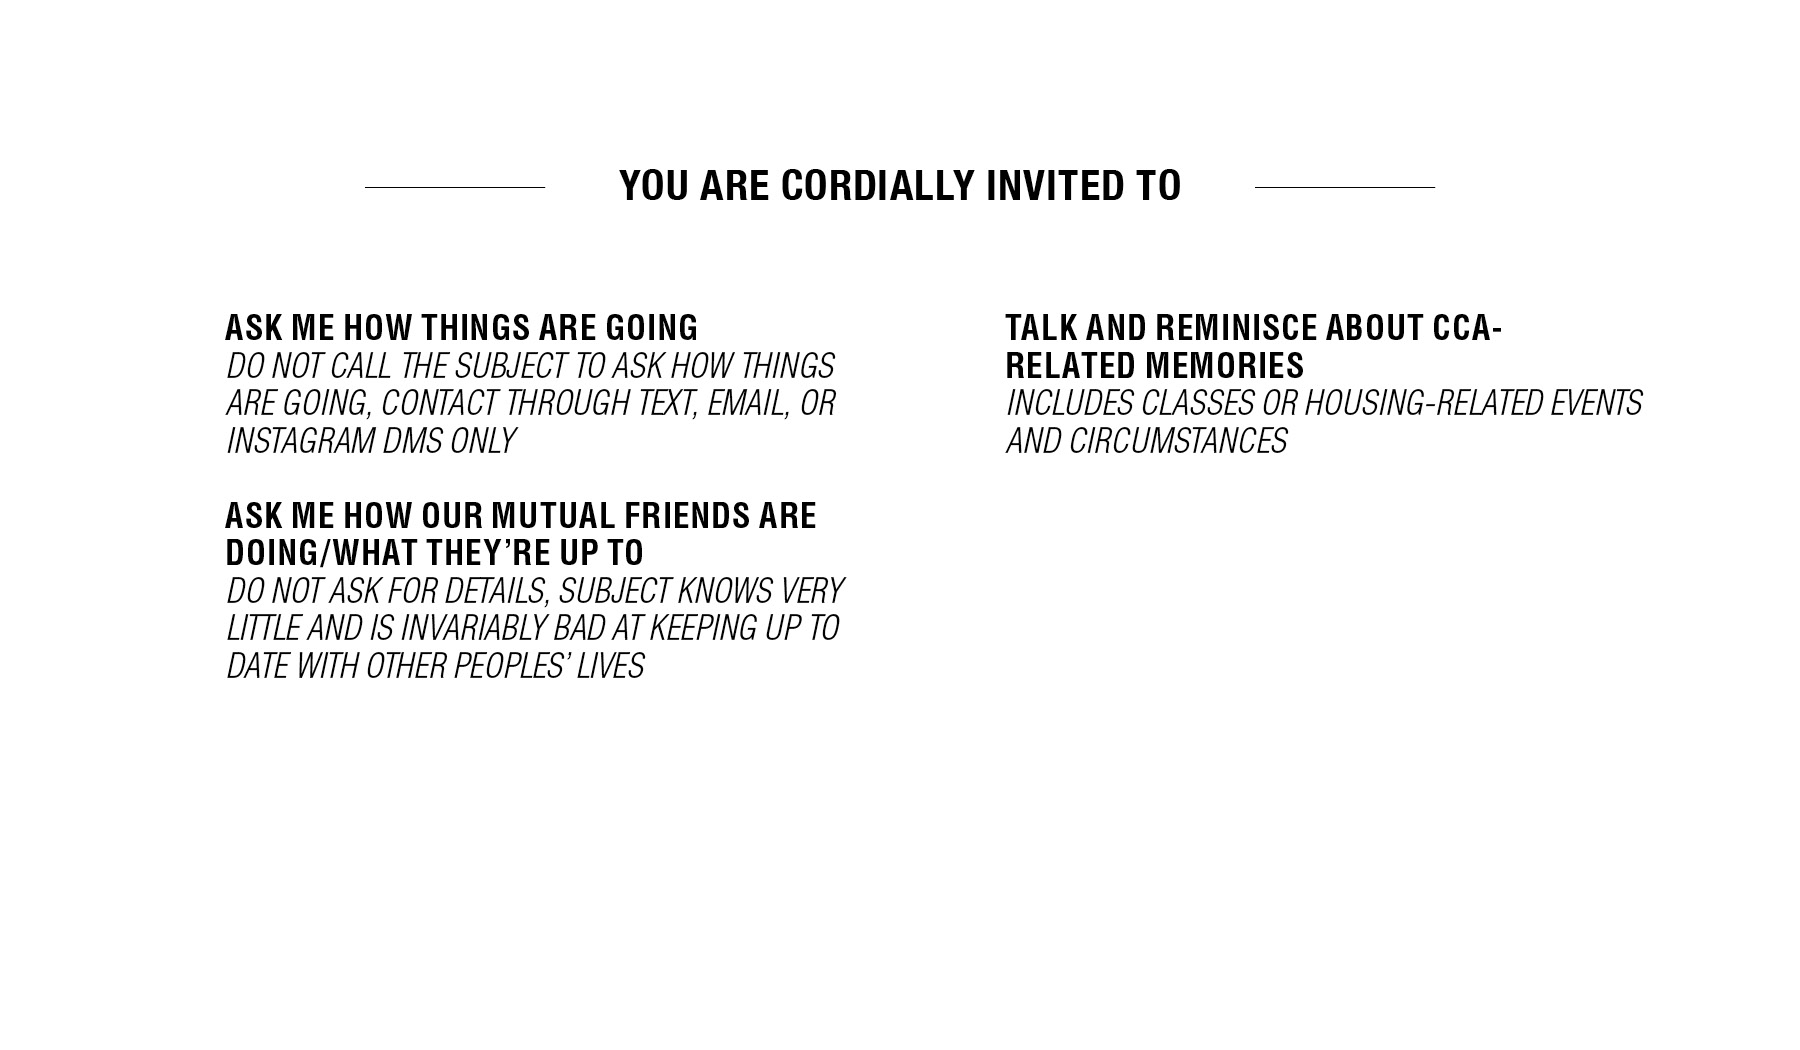 YOU ARE CORDIALLY INVITED TO
ASK ME HOW THINGS ARE GOING
DO NOT CALL THE SUBJECT TO ASK HOW THINGS
ARE GOING, CONTACT THROUGH TEXT, EMAIL, OR
INSTAGRAM DMS ONLY
ASK ME HOW OUR MUTUAL FRIENDS ARE
DOING/WHAT THEY’RE UP TO
DO NOT ASK FOR DETAILS, SUBJECT KNOWS VERY
LITTLE AND IS INVARIABLY BAD AT KEEPING UP TO
DATE WITH OTHER PEOPLES’ LIVES
TALK AND REMINISCE ABOUT CCA-
RELATED MEMORIES
INCLUDES CLASSES OR HOUSING-RELATED EVENTS
AND CIRCUMSTANCES